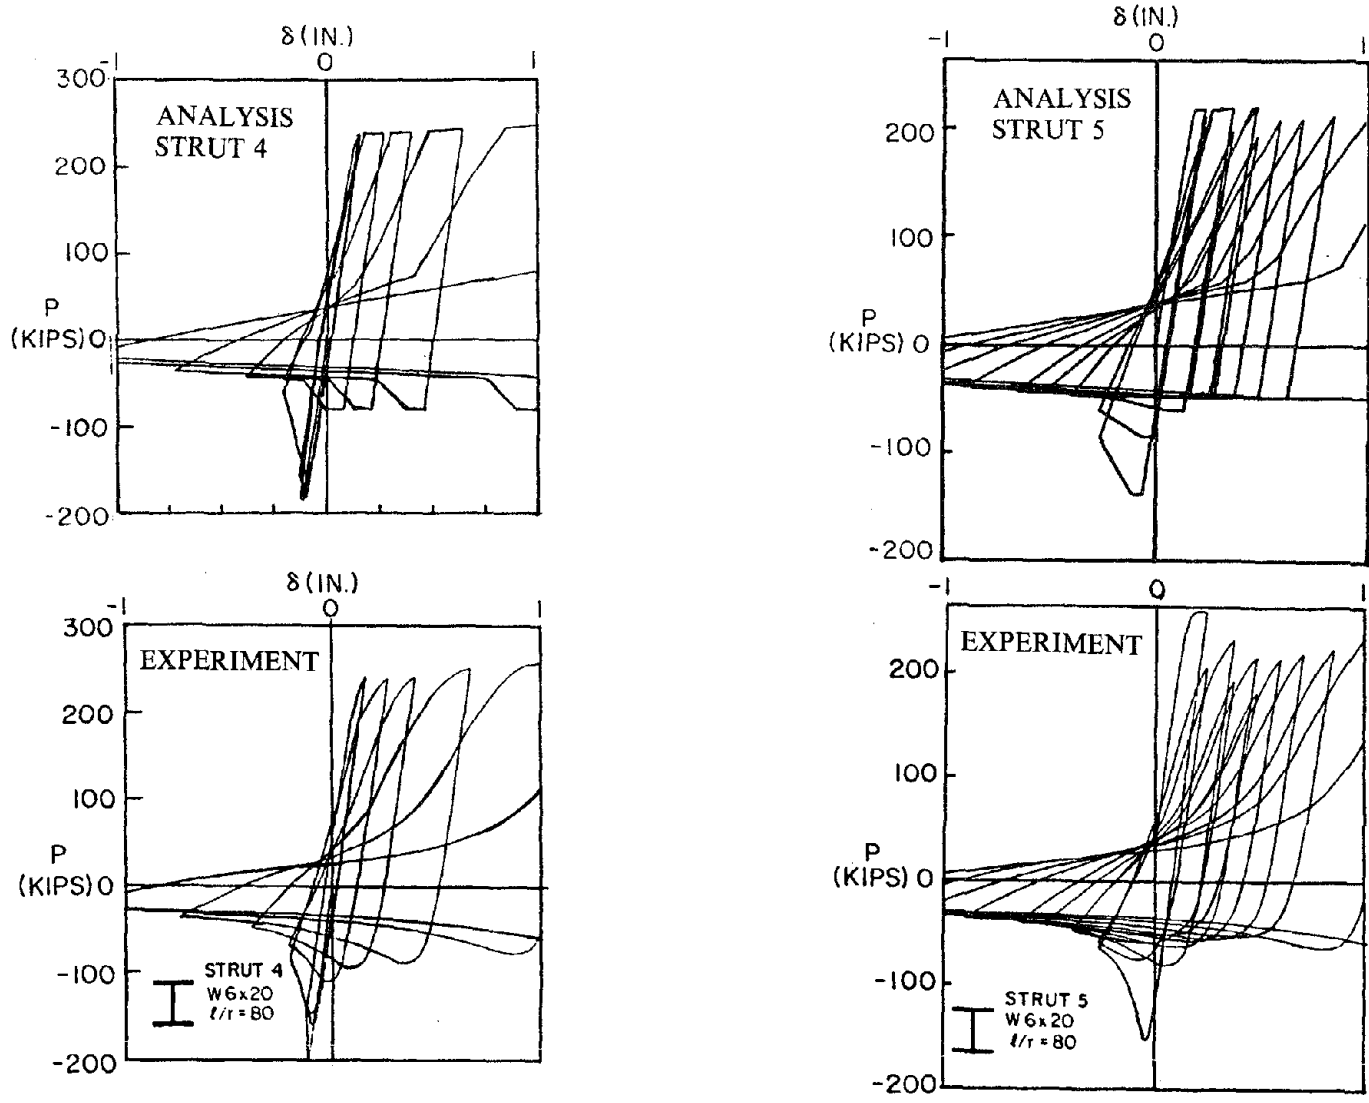 δ (IN.)
-1 0 1
300
ANALYSIS
STRUT 4
200
100
P
(KIPS) 0
-100
-200
δ (IN.)
-1 0 1
ANALYSIS
STRUT 5
200
100
P
(KIPS) 0
-100
-200
δ (IN.)
-1 0 1
300
EXPERIMENT
200
100
P
(KIPS) 0
-100
STRUT 4
W 6x20
ℓ/r = 80
-200
-1 0 1
EXPERIMENT
200
100
P
(KIPS) 0
-100
STRUT 5
W 6x20
ℓ/r = 80
-200